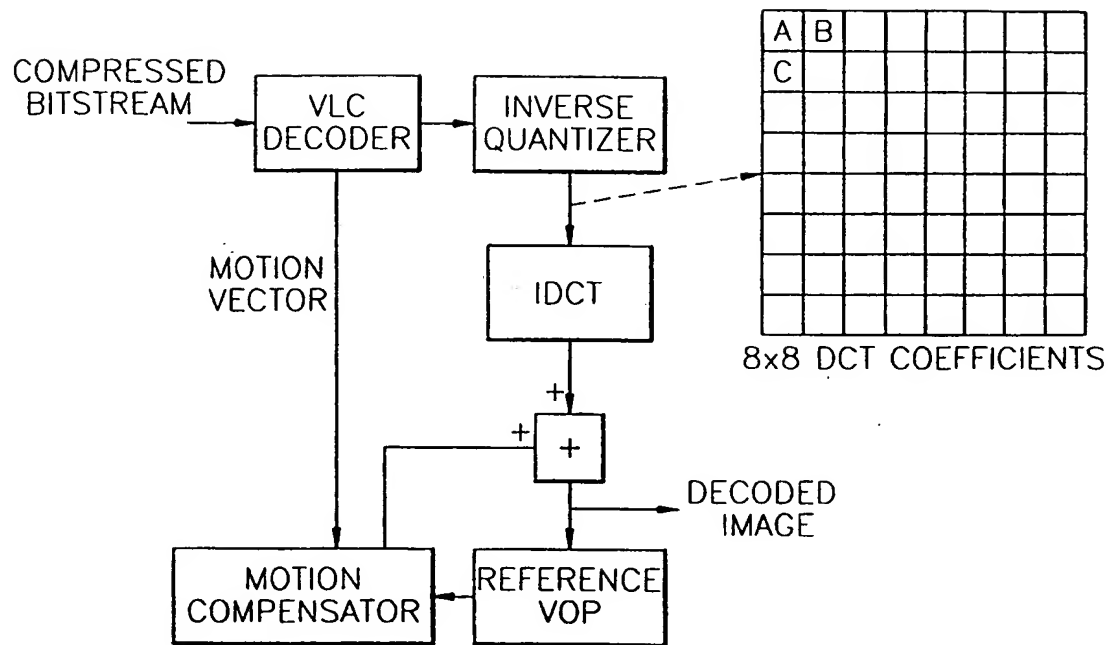 COMPRESSED
BITSTREAM
VLC
DECODER
INVERSE
QUANTIZER
A B
C
MOTION
VECTOR
IDCT
8x8 DCT COEFFICIENTS
+
+
+
DECODED
IMAGE
MOTION
COMPENSATOR
REFERENCE
VOP